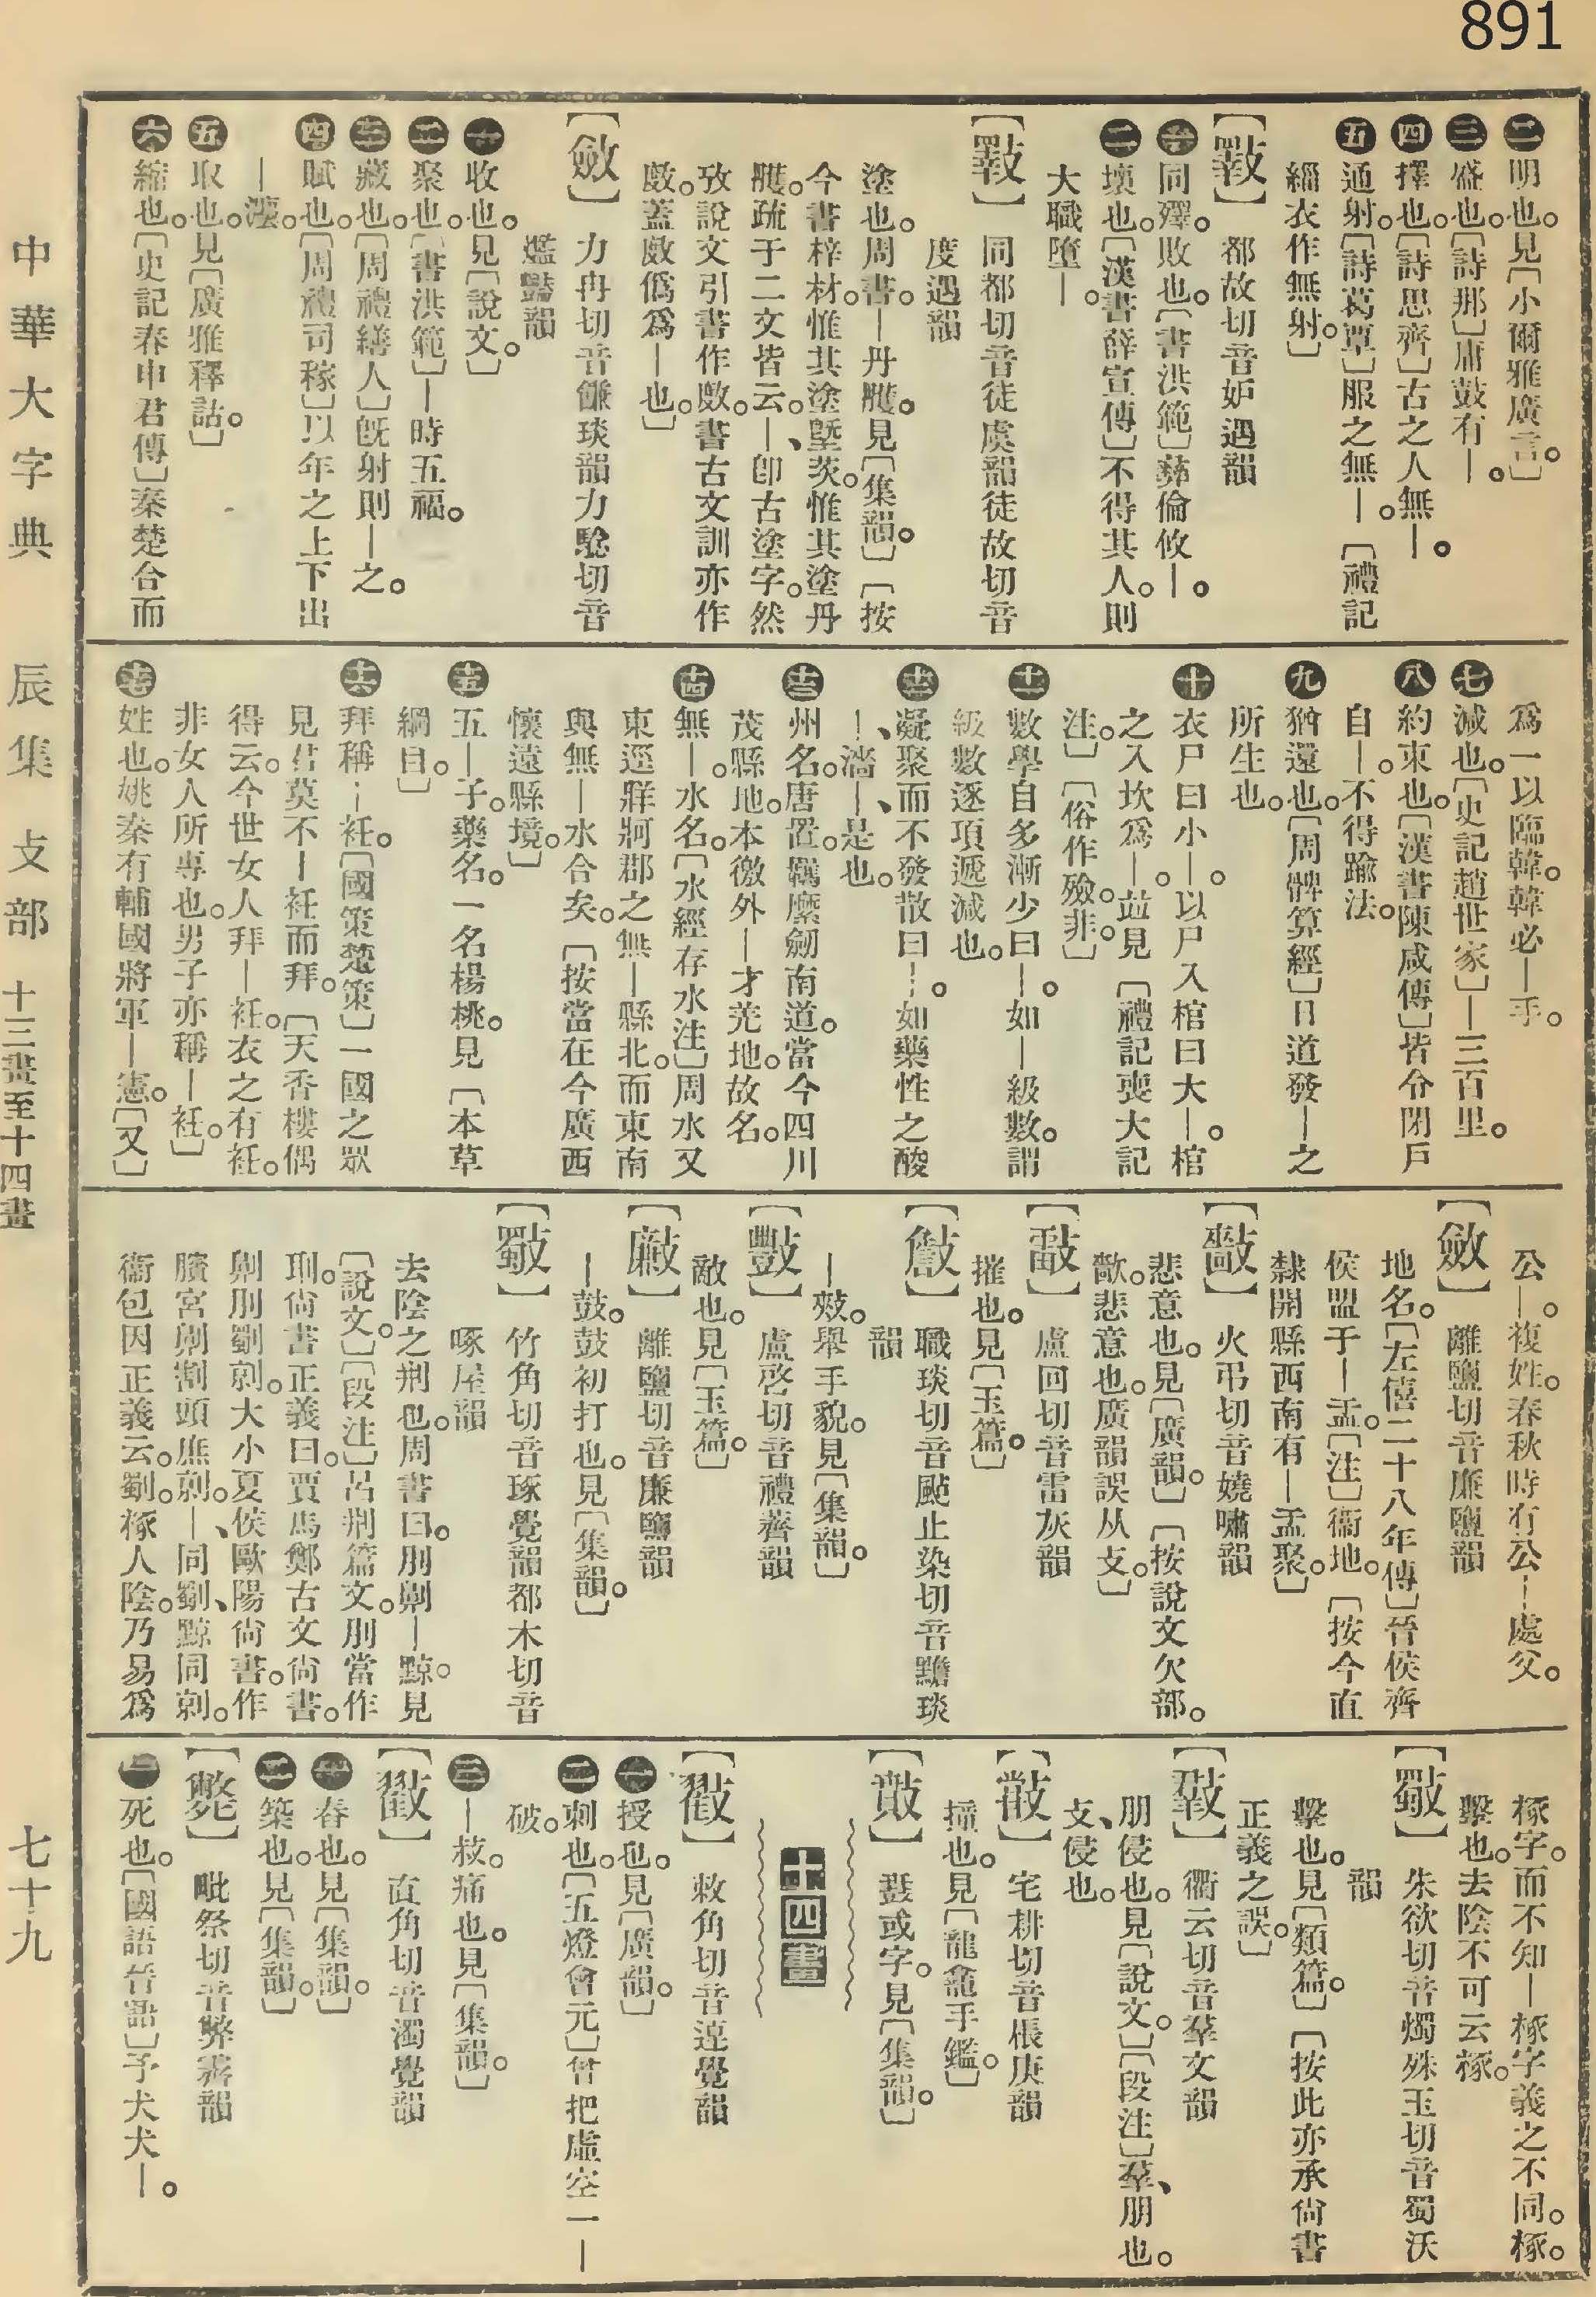 891
㊁明也。見〔小爾雅廣言。〕
㊂盛也。〔詩那〕庸鼓有—。
㊃擇也。〔詩思齊〕古之人無—。
㊄通射。〔詩葛覃〕服之無—。〔禮記
緇衣作無射。〕
〔斁〕都故切音妒遇韻
㊀同殬。敗也。〔書洪範〕彝倫攸—。
㊁壞也。〔漢書薛宣傳〕不得其人。則
大職墮—。
〔𣀒〕同都切音徒虞韻徒故切音
度遇韻
塗也。周書。—丹雘。見〔集韻。〕〔按
今書梓材。惟其塗塈茨。惟其塗丹
雘。疏于二文皆云。—、卽古塗字。然
攷說文引書作敷。書古文訓亦作
敷。蓋敷僞爲—也。〕
〔斂〕力冉切音鐮琰韻力驗切音
爁豔韻
㊀收也。見〔說文。〕
㊁聚也。〔書洪範〕—時五福。
㊂藏也。〔周禮繕人〕旣射則—之。
㊃賦也。〔周禮司稼〕以年之上下出
—灋。
㊄取也。見〔廣雅釋詁。〕
㊅縮也。〔史記春申君傳〕秦楚合而
爲一以臨韓。韓必—手。
㊆減也。〔史記趙世家〕—三百里。
㊇約束也。〔漢書陳咸傳〕皆令閉戶
自—。不得踰法。
㊈猶還也。〔周髀算經〕日道發—之
所生也。
㊉衣尸曰小—。以尸入棺曰大—。棺
之入坎爲—。竝見〔禮記喪大記
注。〕〔俗作殮。非。〕
十一數學自多漸少曰—。如—級數。謂
級數逐項遞減也。
十二凝聚而不發散曰—。如藥性之酸
—、濇—、是也。
十三州名。唐置。羈縻劒南道。當今四川
茂縣地。本徼外—才羌地。故名。
十四無—。水名。〔水經存水注〕周水又
東逕牂牁郡之無—縣北。而東南
與無—水合矣。〔按當在今廣西
懷遠縣境。〕
十五五—子。藥名。一名楊桃。見〔本草
綱目。〕
十六拜稱—衽。〔國策楚策〕一國之眾
見君莫不—衽而拜。〔天香樓偶
得云。今世女人拜—衽。衣之有衽。
非女人所專也。男子亦稱—衽。〕
十七姓也。姚秦有輔國將軍—憲。〔又〕
公—。複姓。春秋時有公—處父。
〔斂〕離鹽切音廉鹽韻
地名。〔左僖二十八年傳〕晉侯齊
侯盟于—盂。〔注〕衞地。〔按今直
隸開縣西南有—盂聚。〕
火弔切音嬈嘯韻
悲意也。見〔廣韻。〕〔按說文欠部。
歗。悲意也。廣韻誤从攴。〕
盧回切音雷灰韻
摧也。見〔玉篇。〕
職琰切音颭止染切音黵琰
韻
—㪉。舉手貌。見〔集韻。〕
盧啓切音禮薺韻
敵也。見〔玉篇。〕
離鹽切音廉鹽韻
—鼓。鼓初打也。見〔集韻。〕
〔斀〕竹角切音琢覺韻都木切音
啄屋韻
去陰之荆也。周書曰。刖劓—黥。見
〔說文。〕〔段注〕呂荆篇文。刖當作
刵。尙書正義曰。賈馬鄭古文尙書。
劓刖劅剠。大小夏侯歐陽尙書。作
臏宮劓割頭庶剠。—、同劅、黥同剠。
衞包因正義云。劅。椓人陰。乃易爲
椓字。而不知—椓字義之不同。椓。
擊也。去陰不可云椓。
〔斀〕朱欲切音燭殊玉切音蜀沃
韻
擊也。見〔類篇。〕〔按此亦承尙書
正義之誤。〕
衢云切音羣文韻
朋侵也。見〔說文。〕〔段注〕羣、朋也。
攴、侵也。
宅耕切音棖庚韻
撞也。見〔龍龕手鑑。〕
鼖或字。見〔集韻。〕
十四畫
〔㪬〕敕角切音逴覺韻
㊀授也。見〔廣韻。〕
㊁刺也。〔五燈會元〕曾把虛空一—
破。
㊂—㪔。痛也。見〔集韻。〕
直角切音濁覺韻
㊀舂也。見〔集韻。〕
㊁築也。見〔集韻。〕
〔斃〕毗祭切音弊霽韻
㊀死也。〔國語晉語〕予犬犬—。
中華大字典　辰集　攴部　十三畫至十四畫　七十九